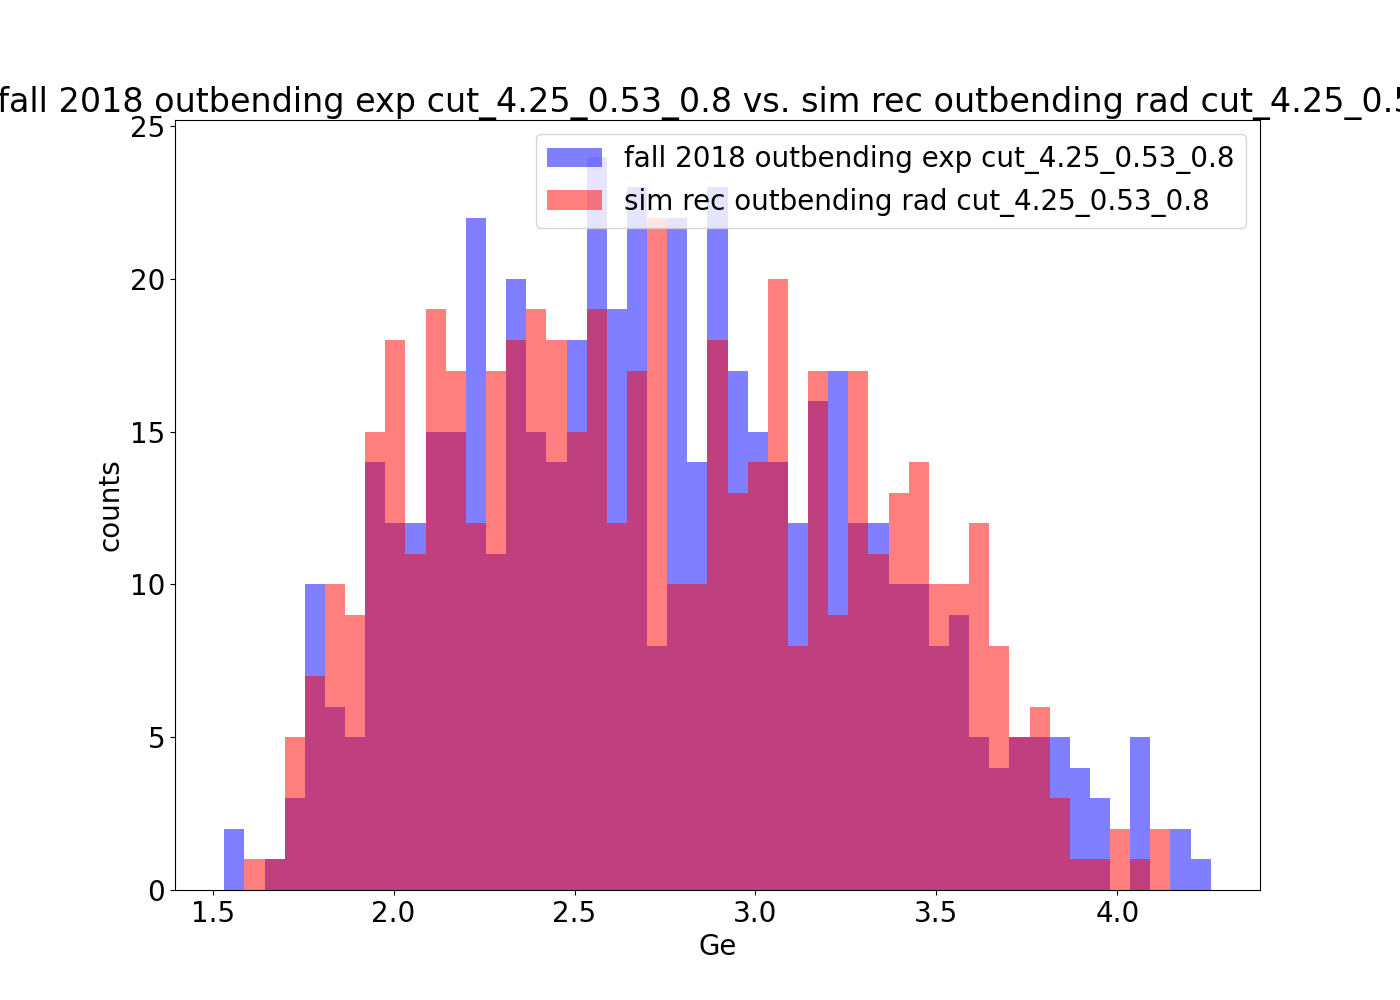 fall 2018 outbending exp cut_4.25_0.53_0.8 vs. sim rec outbending rad cut_4.25_0.5
fall 2018 outbending exp cut_4.25_0.53_0.8
sim rec outbending rad cut_4.25_0.53_0.8
counts
25
20
15
10
5
0
1.5 2.0 2.5 3.0 3.5 4.0
Ge